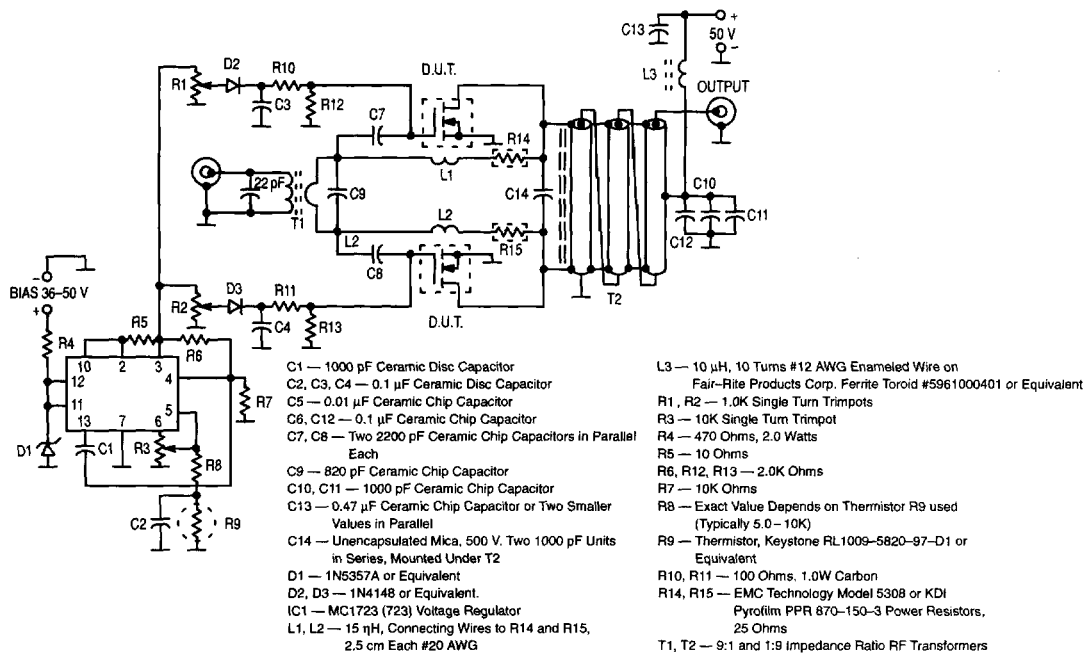 C13
+
50 V
–
L3
OUTPUT
D.U.T.
D2
R10
R1
C3
R12
C7
R14
L1
22 pF
T1
C9
C14
C10
L2
R15
C12
C11
L2
C8
T2
–
BIAS 36–50 V
+
R4
R2
D3
R11
C4
R13
D.U.T.
R5
R6
10
2
3
12
4
11
5
13
7
6
R7
D1
C1
R3
R8
C2
R9
C1 — 1000 pF Ceramic Disc Capacitor
C2, C3, C4 — 0.1 µF Ceramic Disc Capacitor
C5 — 0.01 µF Ceramic Chip Capacitor
C6, C12 — 0.1 µF Ceramic Chip Capacitor
C7, C8 — Two 2200 pF Ceramic Chip Capacitors in Parallel
Each
C9 — 820 pF Ceramic Chip Capacitor
C10, C11 — 1000 pF Ceramic Chip Capacitor
C13 — 0.47 µF Ceramic Chip Capacitor or Two Smaller
Values in Parallel
C14 — Unencapsulated Mica, 500 V. Two 1000 pF Units
in Series, Mounted Under T2
D1 — 1N5357A or Equivalent
D2, D3 — 1N4148 or Equivalent.
IC1 — MC1723 (723) Voltage Regulator
L1, L2 — 15 ηH, Connecting Wires to R14 and R15,
2.5 cm Each #20 AWG
L3 — 10 µH, 10 Turns #12 AWG Enameled Wire on
Fair–Rite Products Corp. Ferrite Toroid #5961000401 or Equivalent
R1, R2 — 1.0K Single Turn Trimpots
R3 — 10K Single Turn Trimpot
R4 — 470 Ohms, 2.0 Watts
R5 — 10 Ohms
R6, R12, R13 — 2.0K Ohms
R7 — 10K Ohms
R8 — Exact Value Depends on Thermistor R9 used
(Typically 5.0 – 10K)
R9 — Thermistor, Keystone RL1009–5820–97–D1 or
Equivalent
R10, R11 — 100 Ohms, 1.0W Carbon
R14, R15 — EMC Technology Model 5308 or KDI
Pyrofilm PPR 870–150–3 Power Resistors,
25 Ohms
T1, T2 — 9:1 and 1:9 Impedance Ratio RF Transformers